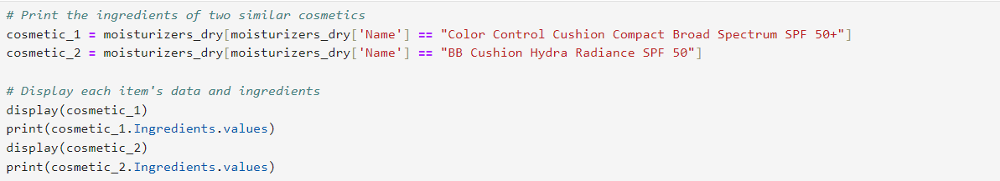 # Print the ingredients of two similar cosmetics
cosmetic_1 = moisturizers_dry[moisturizers_dry['Name'] == "Color Control Cushion Compact Broad Spectrum SPF 50+"]
cosmetic_2 = moisturizers_dry[moisturizers_dry['Name'] == "BB Cushion Hydra Radiance SPF 50"]
# Display each item's data and ingredients
display(cosmetic_1)
print(cosmetic_1.Ingredients.values)
display(cosmetic_2)
print(cosmetic_2.Ingredients.values)